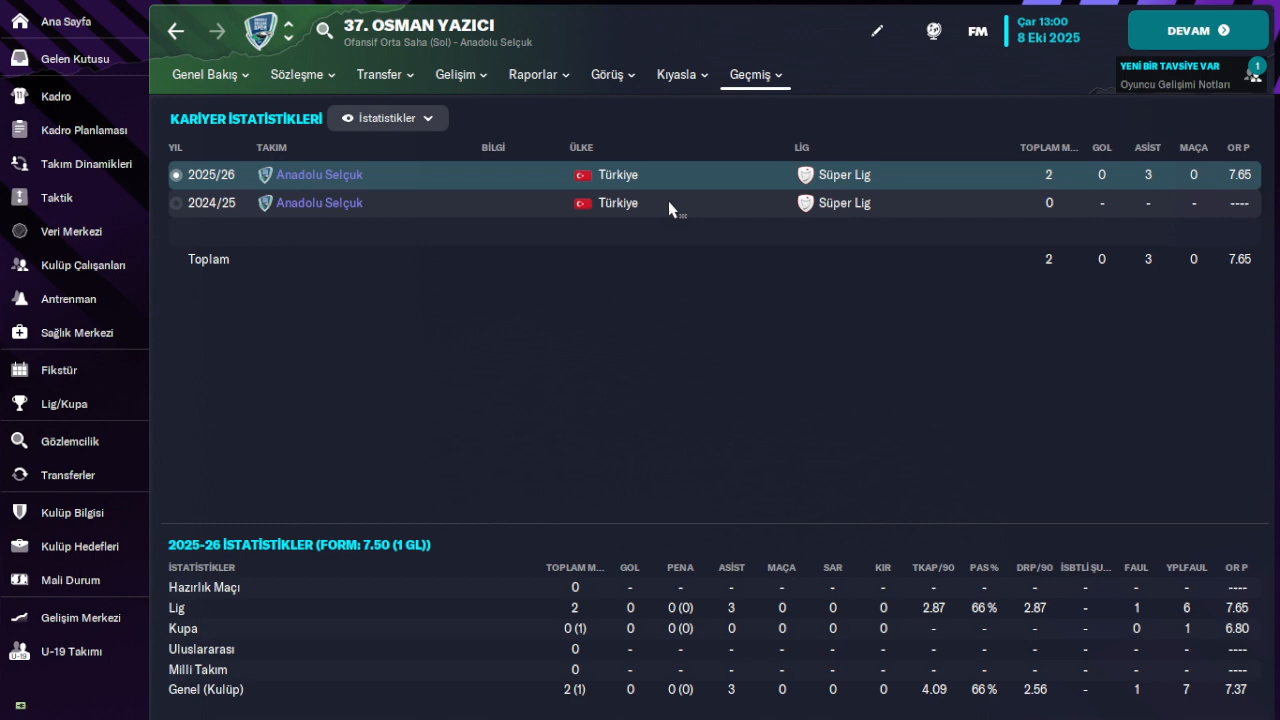 Ana Sayfa
Gelen Kutusu
Kadro
Kadro Planlaması
Takım Dinamikleri
Taktik
Veri Merkezi
Kulüp Çalışanları
Antrenman
Sağlık Merkezi
Fikstür
Lig/Kupa
Gözlemcilik
Transferler
Kulüp Bilgisi
Kulüp Hedefleri
Mali Durum
Gelişim Merkezi
U-19 Takımı
37. OSMAN YAZICI
Ofansif Orta Saha (Sol) - Anadolu Selçuk
FM
Çar 13:00
8 Eki 2025
DEVAM
YENİ BİR TAVSİYE VAR 1
Oyuncu Gelişimi Notları
Genel Bakış Sözleşme Transfer Gelişim Raporlar Görüş Kıyasla Geçmiş
KARİYER İSTATİSTİKLERİ İstatistikler
YIL TAKIM BİLGİ ÜLKE LİG TOPLAM M... GOL ASİST MAÇA OR P
2025/26 Anadolu Selçuk Türkiye Süper Lig 2 0 3 0 7.65
2024/25 Anadolu Selçuk Türkiye Süper Lig 0 - - - ----
Toplam 2 0 3 0 7.65
2025-26 İSTATİSTİKLER (FORM: 7.50 (1 GL))
İSTATİSTİKLER TOPLAM M... GOL PENA ASİST MAÇA SAR KIR TKAP/90 PAS % DRP/90 İSBTLİ ŞU... FAUL YPLFAUL OR P
Hazırlık Maçı 0 - - - - - - - - - - - - ----
Lig 2 0 0 (0) 3 0 0 0 2.87 66 % 2.87 - 1 6 7.65
Kupa 0 (1) 0 0 (0) 0 0 0 0 - - - - 0 1 6.80
Uluslararası 0 - - - - - - - - - - - - ----
Milli Takım 0 - - - - - - - - - - - - ----
Genel (Kulüp) 2 (1) 0 0 (0) 3 0 0 0 4.09 66 % 2.56 - 1 7 7.37